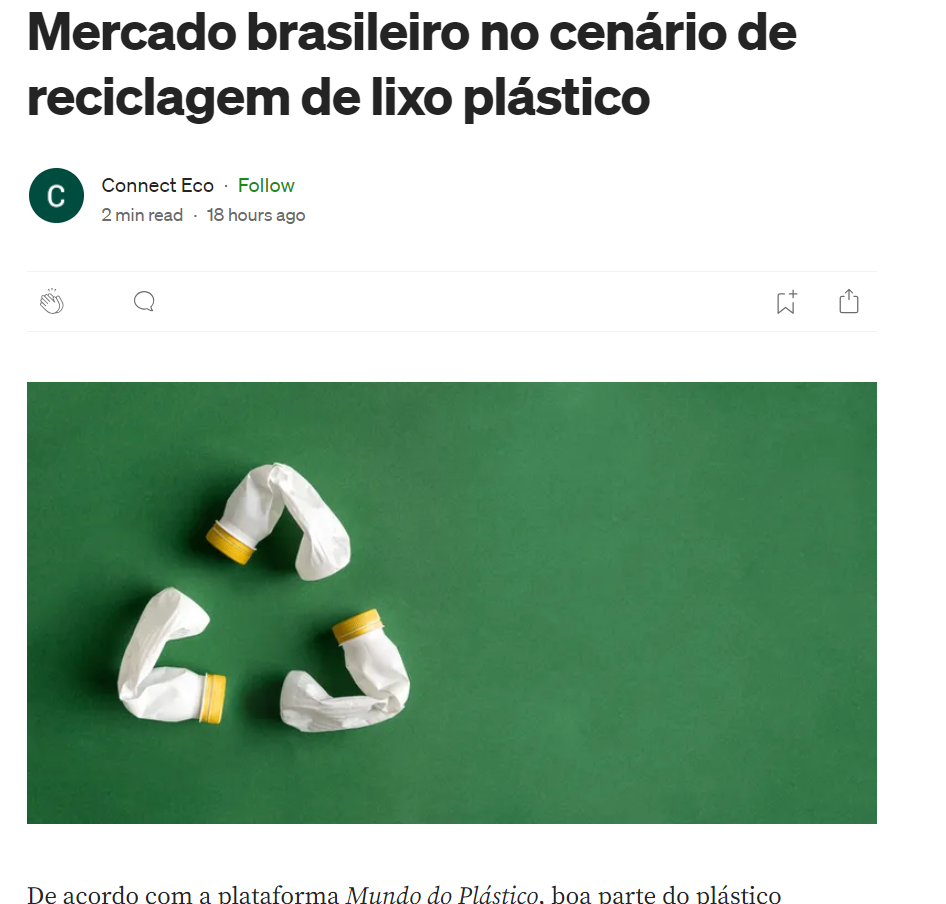 Mercado brasileiro no cenário de
reciclagem de lixo plástico
C
Connect Eco · Follow
2 min read · 18 hours ago
De acordo com a plataforma Mundo do Plástico, boa parte do plástico